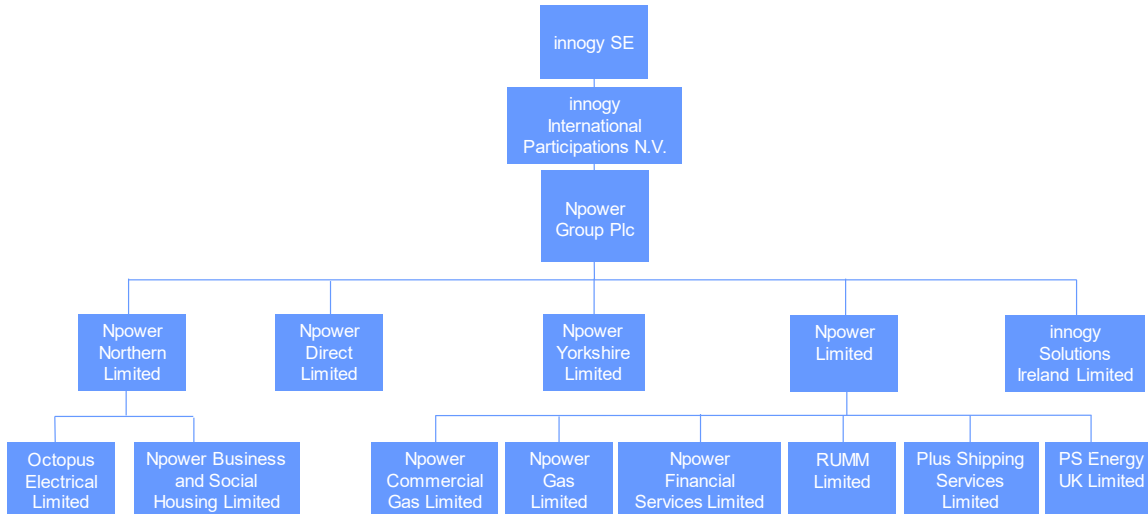 innogy SE
innogy
International
Participations N.V.
Npower
Group Plc
Npower
Northern
Limited
Npower
Direct
Limited
Npower
Yorkshire
Limited
Npower
Limited
innogy
Solutions
Ireland Limited
Octopus
Electrical
Limited
Npower Business
and Social
Housing Limited
Npower
Commercial
Gas Limited
Npower
Gas
Limited
Npower
Financial
Services Limited
RUMM
Limited
Plus Shipping
Services
Limited
PS Energy
UK Limited